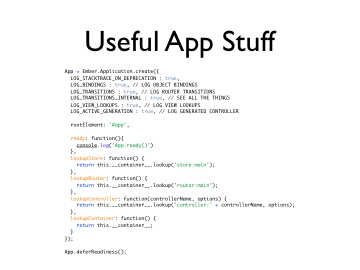 Useful App Stuff
App = Ember.Application.create({
LOG_STACKTRACE_ON_DEPRECATION : true,
LOG_BINDINGS : true, // LOG OBJECT BINDINGS
LOG_TRANSITIONS : true, // LOG ROUTER TRANSITIONS
LOG_TRANSITIONS_INTERNAL : true, // SEE ALL THE THINGS
LOG_VIEW_LOOKUPS : true, // LOG VIEW LOOKUPS
LOG_ACTIVE_GENERATION : true, // LOG GENERATED CONTROLLER
rootElement: '#app',
ready: function(){
console.log('App.ready()')
},
lookupStore: function() {
return this.__container__.lookup('store:main');
},
lookupRouter: function() {
return this.__container__.lookup('router:main');
},
lookupController: function(controllerName, options) {
return this.__container__.lookup('controller:' + controllerName, options);
},
lookupContainer: function() {
return this.__container__;
}
});
App.deferReadiness();